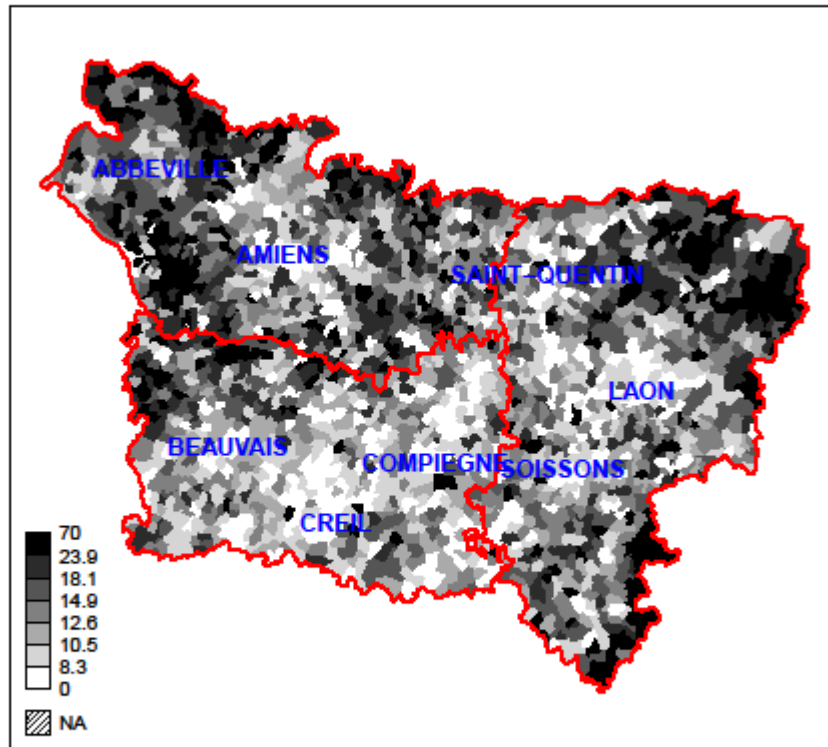 ABBEVILLE
AMIENS
SAINT-QUENTIN
LAON
BEAUVAIS
COMPIEGNE
SOISSONS
CREIL
70
23.9
18.1
14.9
12.6
10.5
8.3
0
NA